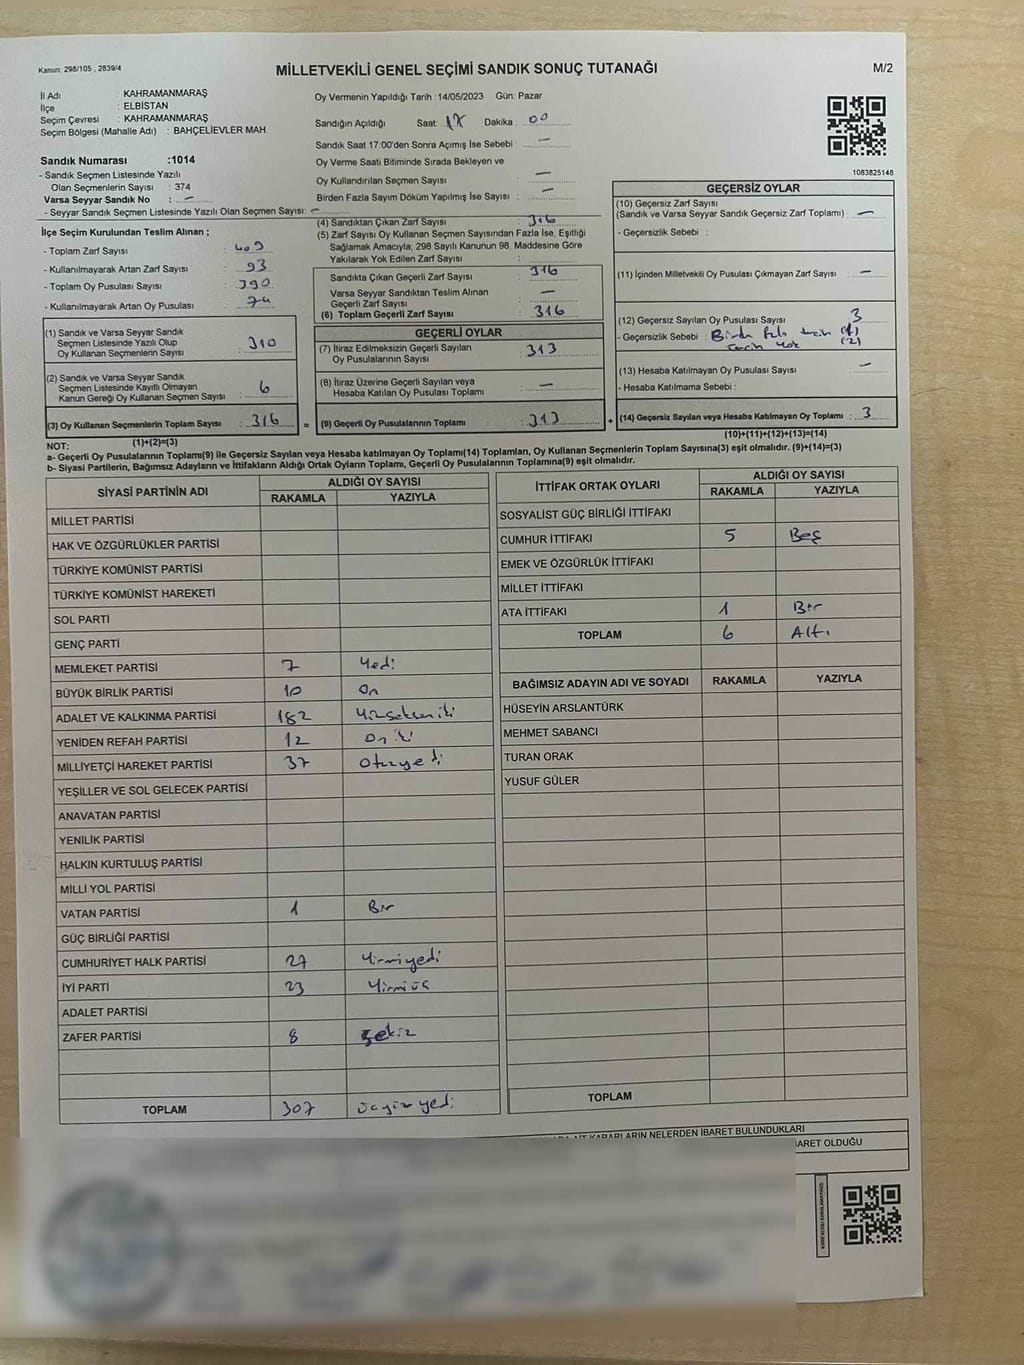 Kanun: 298/105 , 2839/4
MİLLETVEKİLİ GENEL SEÇİMİ SANDIK SONUÇ TUTANAĞI
M/2
İl Adı : KAHRAMANMARAŞ
İlçe : ELBİSTAN
Seçim Çevresi : KAHRAMANMARAŞ
Seçim Bölgesi (Mahalle Adı) : BAHÇELİEVLER MAH.
Sandık Numarası :1014
- Sandık Seçmen Listesinde Yazılı
Olan Seçmenlerin Sayısı : 374
Varsa Seyyar Sandık No : —
- Seyyar Sandık Seçmen Listesinde Yazılı Olan Seçmen Sayısı: —
İlçe Seçim Kurulundan Teslim Alınan ;
- Toplam Zarf Sayısı : 409
- Kullanılmayarak Artan Zarf Sayısı : 93
- Toplam Oy Pusulası Sayısı : 390
- Kullanılmayarak Artan Oy Pusulası : 74
(1) Sandık ve Varsa Seyyar Sandık
Seçmen Listesinde Yazılı Olup
Oy Kullanan Seçmenlerin Sayısı : 310
(2) Sandık ve Varsa Seyyar Sandık
Seçmen Listesinde Kayıtlı Olmayan
Kanun Gereği Oy Kullanan Seçmen Sayısı : 6
(3) Oy Kullanan Seçmenlerin Toplam Sayısı : 316
(1)+(2)=(3)
Oy Vermenin Yapıldığı Tarih :14/05/2023 Gün: Pazar
Sandığın Açıldığı Saat: 17 Dakika : 00
Sandık Saat 17:00'den Sonra Açımış İse Sebebi : —
Oy Verme Saati Bitiminde Sırada Bekleyen ve
Oy Kullandırılan Seçmen Sayısı : —
Birden Fazla Sayım Döküm Yapılmış İse Sayısı : —
(4) Sandıktan Çıkan Zarf Sayısı : 316
(5) Zarf Sayısı Oy Kullanan Seçmen Sayısından Fazla İse, Eşitliği
Sağlamak Amacıyla, 298 Sayılı Kanunun 98. Maddesine Göre
Yakılarak Yok Edilen Zarf Sayısı :
Sandıkta Çıkan Geçerli Zarf Sayısı : 316
Varsa Seyyar Sandıktan Teslim Alınan
Geçerli Zarf Sayısı : —
(6) Toplam Geçerli Zarf Sayısı : 316
GEÇERLİ OYLAR
(7) İtiraz Edilmeksizin Geçerli Sayılan
Oy Pusulalarının Sayısı : 313
(8) İtiraz Üzerine Geçerli Sayılan veya
Hesaba Katılan Oy Pusulası Toplamı : —
= (9) Geçerli Oy Pusulalarının Toplamı : 313 +
1083825148
GEÇERSİZ OYLAR
(10) Geçersiz Zarf Sayısı
(Sandık ve Varsa Seyyar Sandık Geçersiz Zarf Toplamı) : —
- Geçersizlik Sebebi :
(11) İçinden Milletvekili Oy Pusulası Çıkmayan Zarf Sayısı : —
(12) Geçersiz Sayılan Oy Pusulası Sayısı : 3
- Geçersizlik Sebebi : Birden fazla tercih (1)
tercih yok (2)
(13) Hesaba Katılmayan Oy Pusulası Sayısı : —
- Hesaba Katılmama Sebebi :
(14) Geçersiz Sayılan veya Hesaba Katılmayan Oy Toplamı : 3
(10)+(11)+(12)+(13)=(14)
NOT:
a- Geçerli Oy Pusulalarının Toplam(9) ile Geçersiz Sayılan veya Hesaba katılmayan Oy Toplamı(14) Toplamları, Oy Kullanan Seçmenlerin Toplam Sayısına(3) eşit olmalıdır. (9)+(14)=(3)
b- Siyasi Partilerin, Bağımsız Adayların ve İttifakların Aldığı Ortak Oyların Toplamı, Geçerli Oy Pusulalarının Toplamına(9) eşit olmalıdır.
SİYASİ PARTİNİN ADI
ALDIĞI OY SAYISI
RAKAMLA YAZIYLA
MİLLET PARTİSİ
HAK VE ÖZGÜRLÜKLER PARTİSİ
TÜRKİYE KOMÜNİST PARTİSİ
TÜRKİYE KOMÜNİST HAREKETİ
SOL PARTİ
GENÇ PARTİ
MEMLEKET PARTİSİ 7 Yedi
BÜYÜK BİRLİK PARTİSİ 10 On
ADALET VE KALKINMA PARTİSİ 182 Yüzsekseniki
YENİDEN REFAH PARTİSİ 12 Oniki
MİLLİYETÇİ HAREKET PARTİSİ 37 Otuzyedi
YEŞİLLER VE SOL GELECEK PARTİSİ
ANAVATAN PARTİSİ
YENİLİK PARTİSİ
HALKIN KURTULUŞ PARTİSİ
MİLLİ YOL PARTİSİ
VATAN PARTİSİ 1 Bir
GÜÇ BİRLİĞİ PARTİSİ
CUMHURİYET HALK PARTİSİ 27 Yirmiyedi
İYİ PARTİ 23 Yirmiüç
ADALET PARTİSİ
ZAFER PARTİSİ 8 Sekiz
TOPLAM 307 Üçyüzyedi
İTTİFAK ORTAK OYLARI
ALDIĞI OY SAYISI
RAKAMLA YAZIYLA
SOSYALİST GÜÇ BİRLİĞİ İTTİFAKI
CUMHUR İTTİFAKI 5 Beş
EMEK VE ÖZGÜRLÜK İTTİFAKI
MİLLET İTTİFAKI
ATA İTTİFAKI 1 Bir
TOPLAM 6 Altı
BAĞIMSIZ ADAYIN ADI VE SOYADI RAKAMLA YAZIYLA
HÜSEYİN ARSLANTÜRK
MEHMET SABANCI
TURAN ORAK
YUSUF GÜLER
TOPLAM
KARARLARIN NELERDEN İBARET BULUNDUKLARI
İBARET OLDUĞU